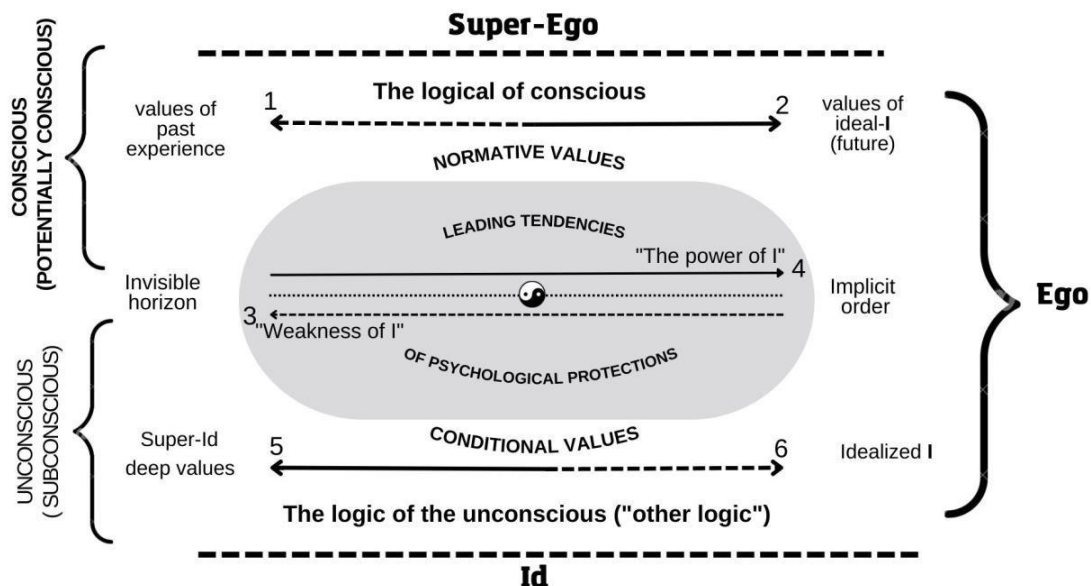 Super-Ego
CONSCIOUS
(POTENTIALLY CONSCIOUS)
1
The logical of conscious
2
values of
past
experience
values of
ideal-I
(future)
NORMATIVE VALUES
LEADING TENDENCIES
"The power of I"
4
Invisible
horizon
Implicit
order
Ego
3
"Weakness of I"
OF PSYCHOLOGICAL PROTECTIONS
UNCONSCIOUS
( SUBCONSCIOUS)
CONDITIONAL VALUES
Super-Id
deep values
5
6
Idealized I
The logic of the unconscious ("other logic")
Id